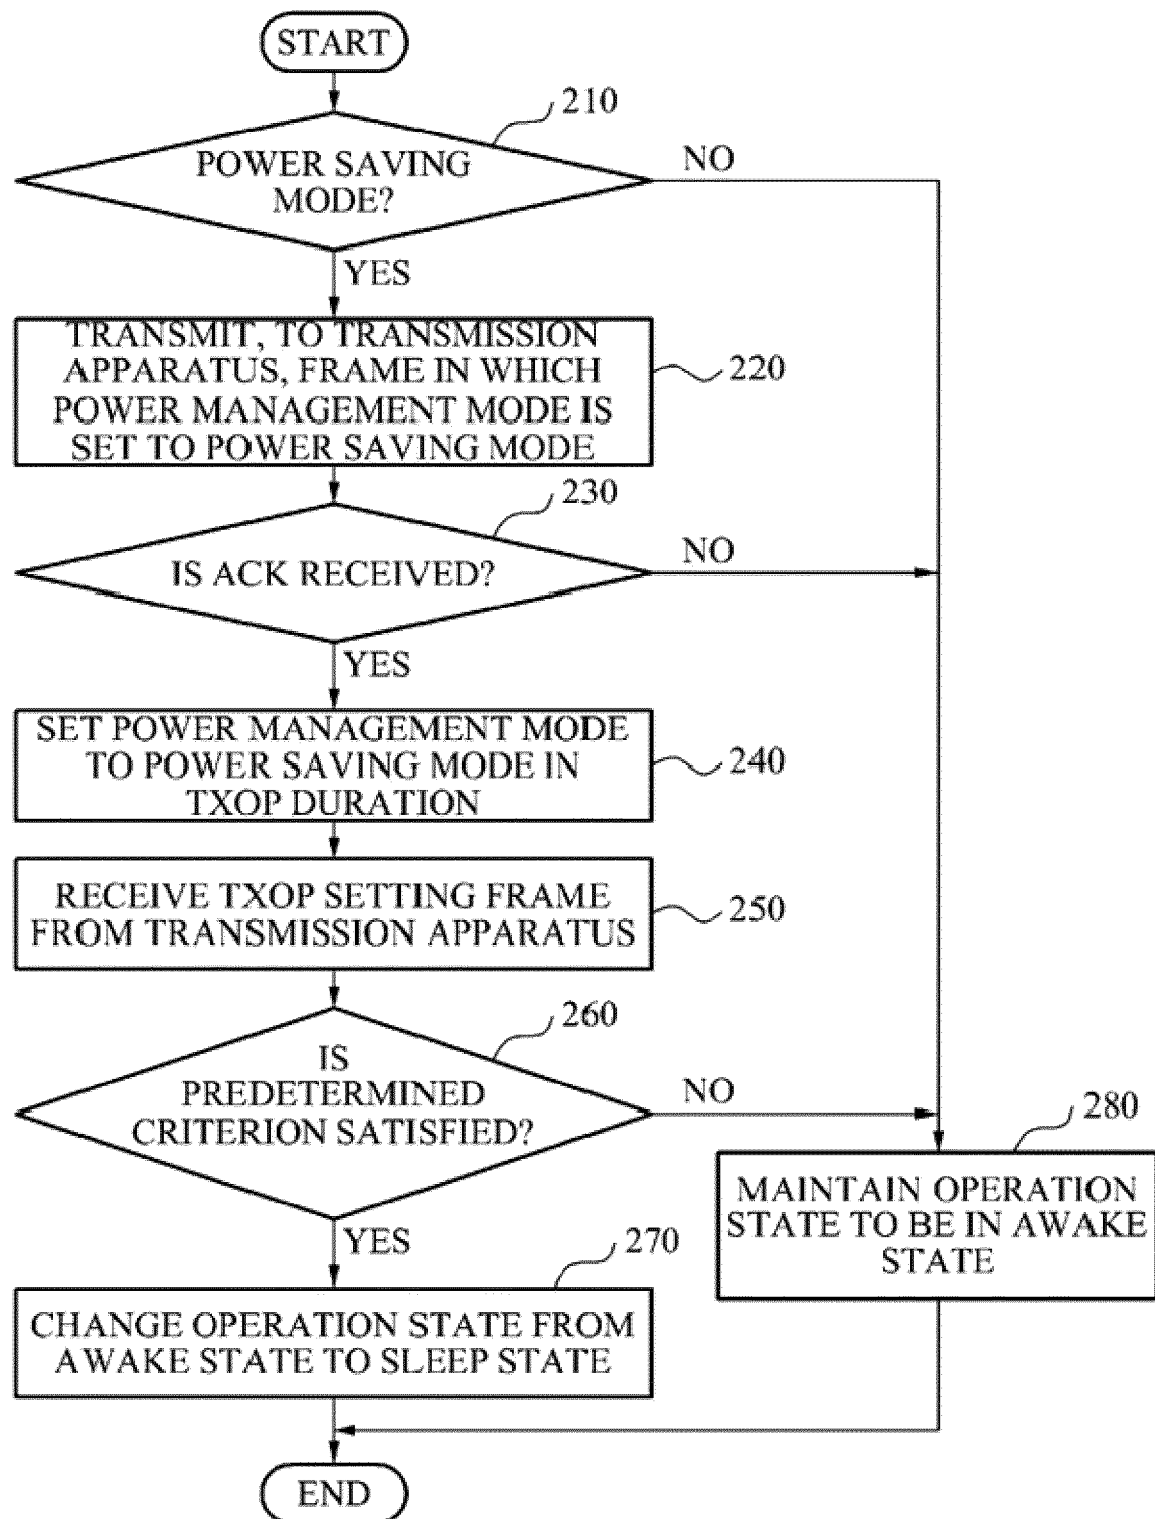 START
210
POWER SAVING
MODE?
NO
YES
TRANSMIT, TO TRANSMISSION
APPARATUS, FRAME IN WHICH
POWER MANAGEMENT MODE IS
SET TO POWER SAVING MODE
220
230
IS ACK RECEIVED?
NO
YES
SET POWER MANAGEMENT MODE
TO POWER SAVING MODE IN
TXOP DURATION
240
RECEIVE TXOP SETTING FRAME
FROM TRANSMISSION APPARATUS
250
260
IS
PREDETERMINED
CRITERION SATISFIED?
NO
YES
280
MAINTAIN OPERATION
STATE TO BE IN AWAKE
STATE
270
CHANGE OPERATION STATE FROM
AWAKE STATE TO SLEEP STATE
END